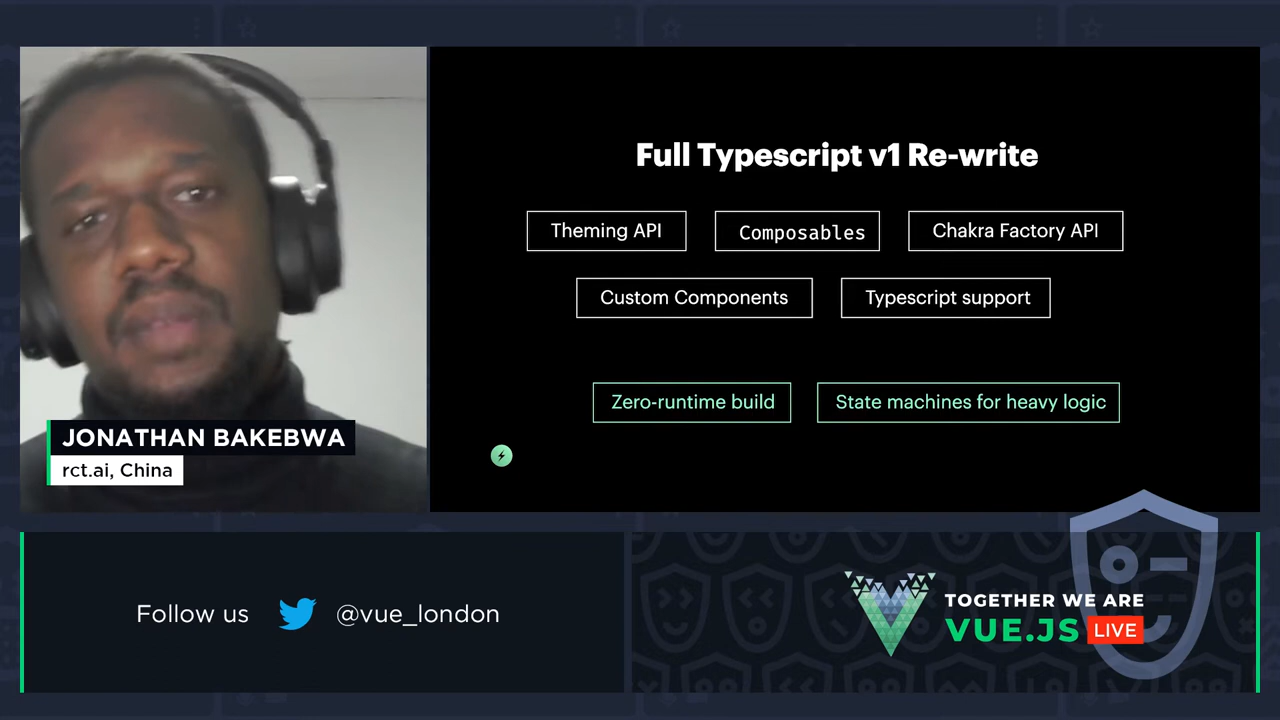 Full Typescript v1 Re-write
Theming API
Composables
Chakra Factory API
Custom Components
Typescript support
Zero-runtime build
State machines for heavy logic
JONATHAN BAKEBWA
rct.ai, China
Follow us
@vue_london
TOGETHER WE ARE
VUE.JS LIVE